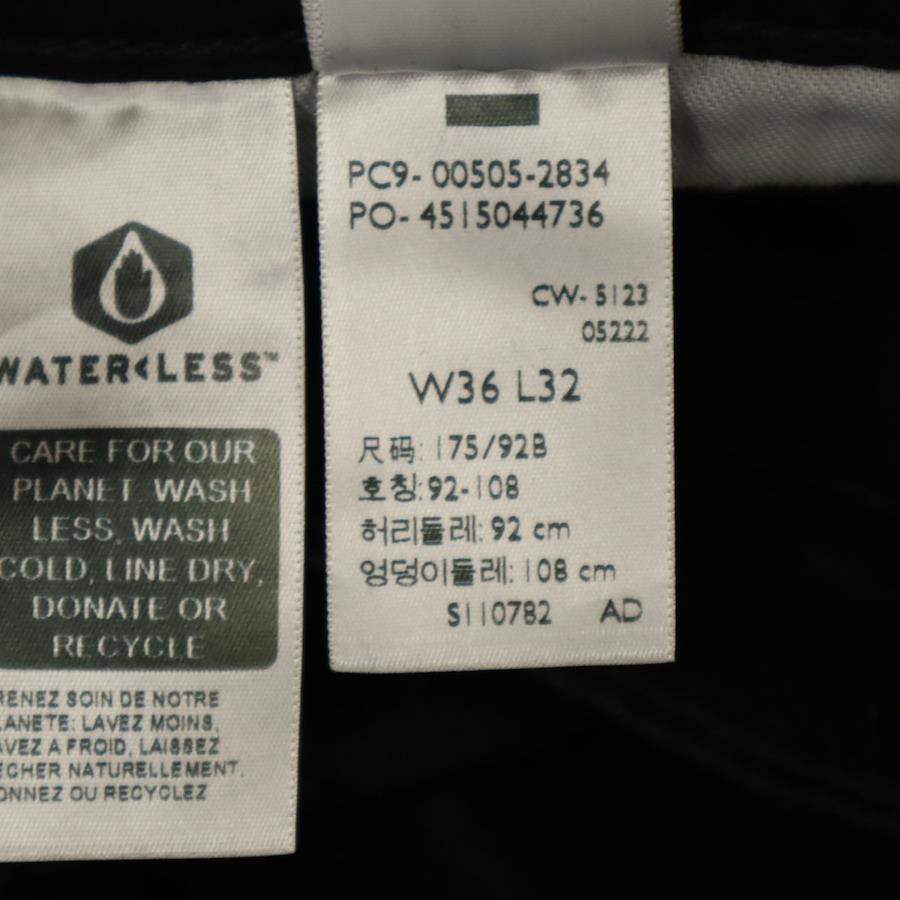 WATER<LESS™
CARE FOR OUR
PLANET. WASH
LESS, WASH
COLD, LINE DRY,
DONATE OR
RECYCLE
RENEZ SOIN DE NOTRE
LANETE: LAVEZ MOINS,
AVEZ A FROID, LAISSEZ
ECHER NATURELLEMENT.
ONNEZ OU RECYCLEZ
PC9- 00505-2834
PO- 4515044736
CW- 5123
05222
W36 L32
尺码: 175/92B
호칭:92-108
허리둘레: 92 cm
엉덩이둘레: 108 cm
S110782 AD